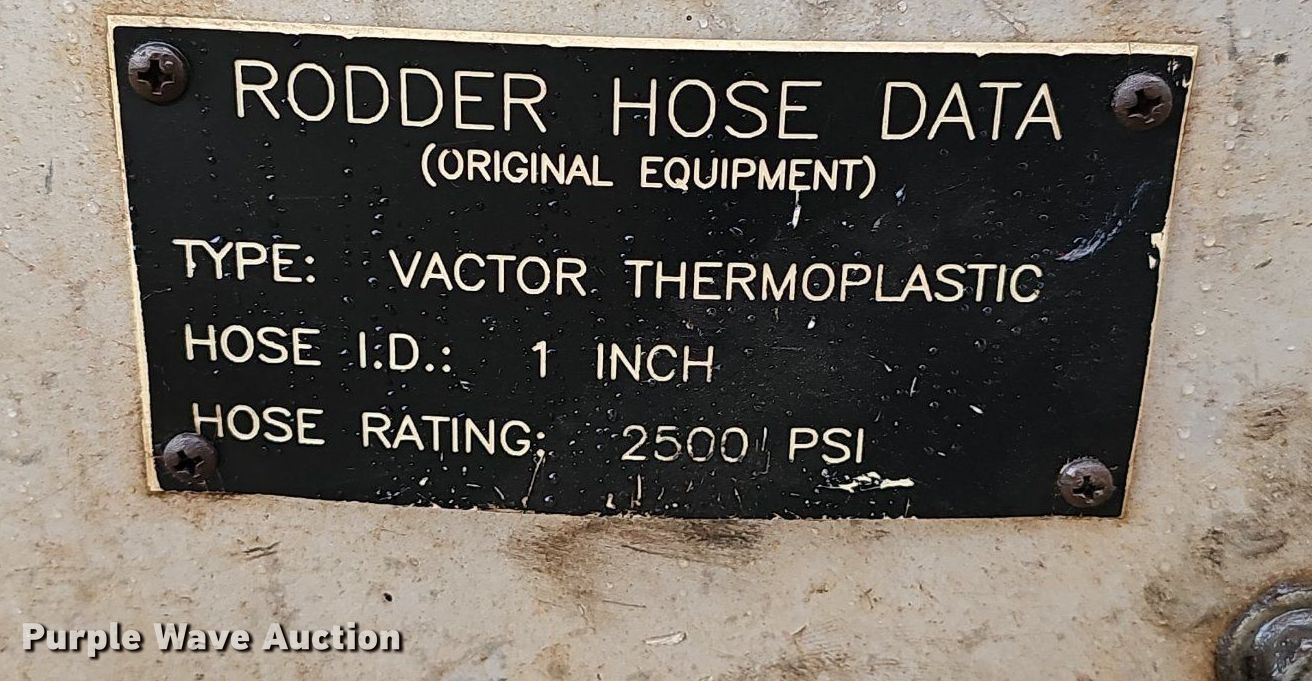 RODDER HOSE DATA
(ORIGINAL EQUIPMENT)
TYPE: VACTOR THERMOPLASTIC
HOSE I.D.: 1 INCH
HOSE RATING: 2500 PSI
Purple Wave Auction